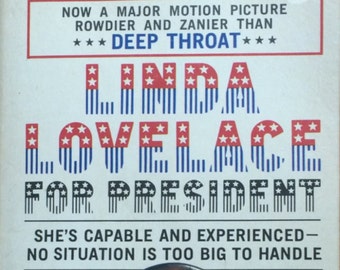 NOW A MAJOR MOTION PICTURE
ROWDIER AND ZANIER THAN
★★★ DEEP THROAT ★★★
LINDA
LOVELACE
FOR PRESIDENT
SHE'S CAPABLE AND EXPERIENCED—
NO SITUATION IS TOO BIG TO HANDLE